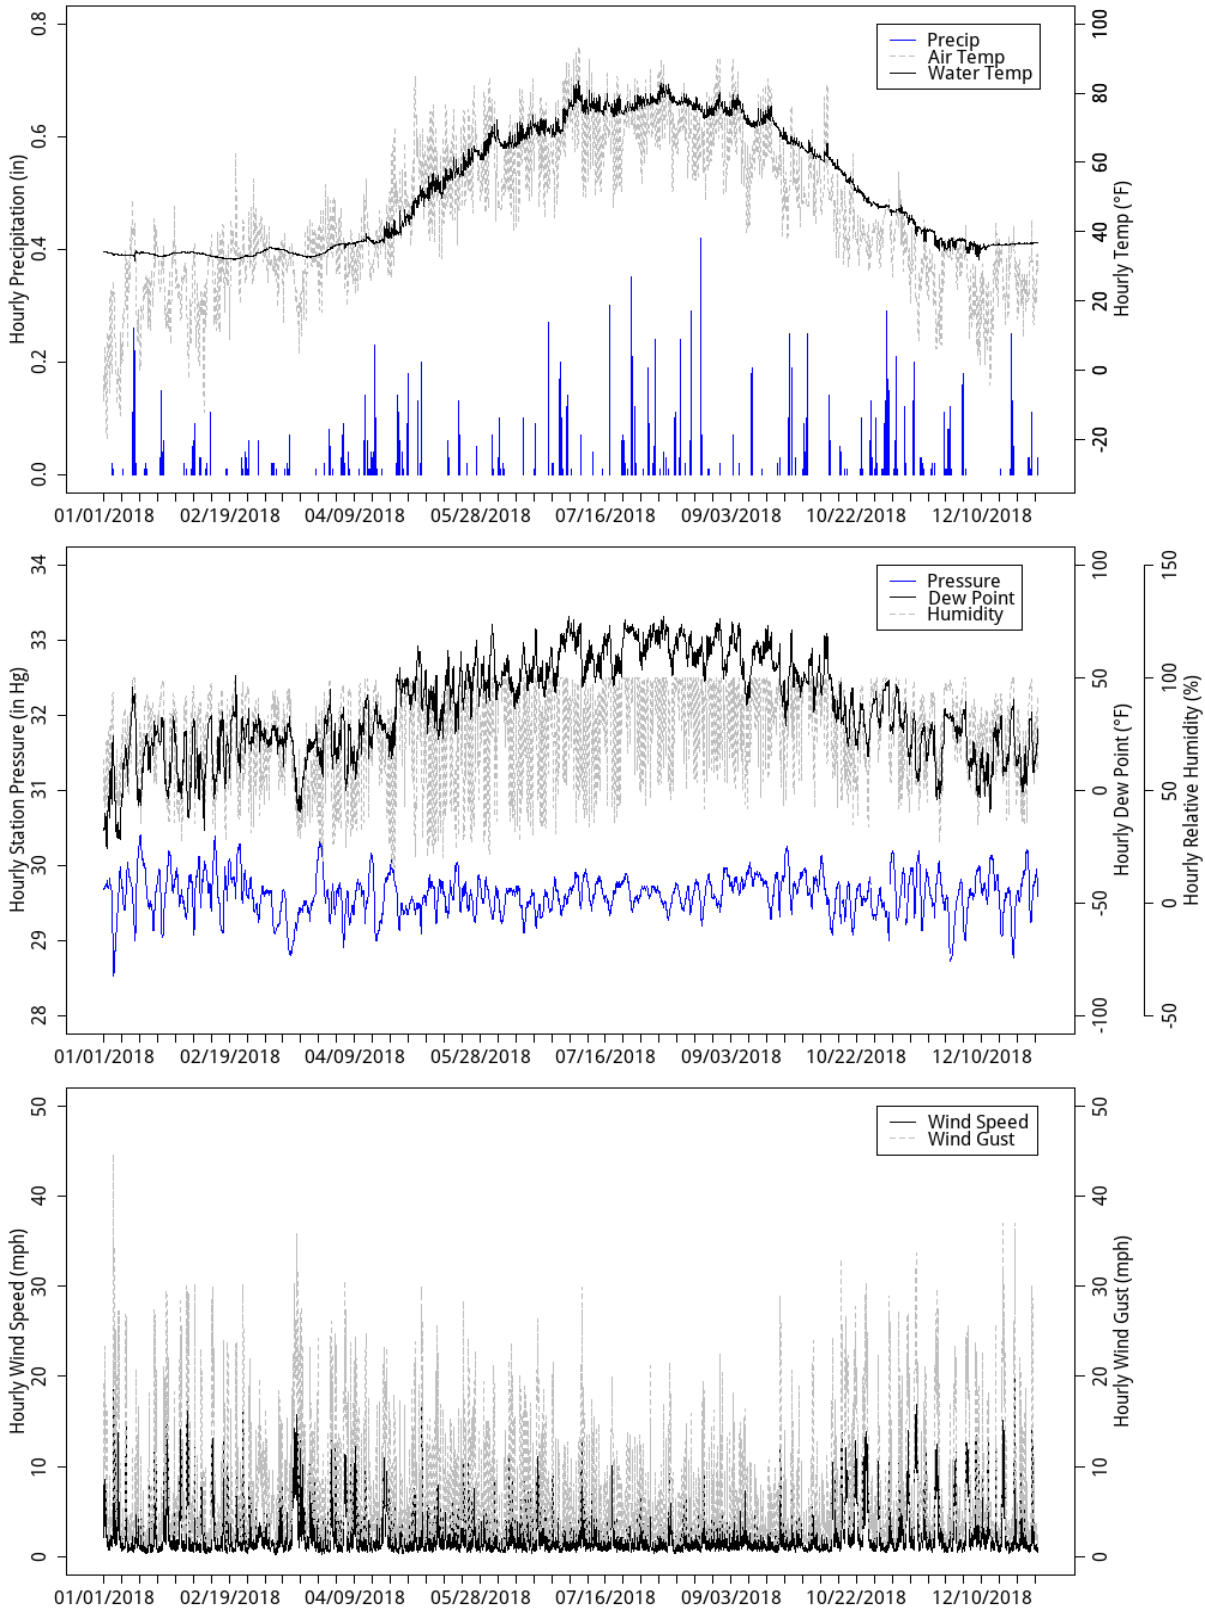 Precip
Air Temp
Water Temp
Hourly Precipitation (in)
0.0 0.2 0.4 0.6 0.8
Hourly Temp (°F)
-20 0 20 40 60 80 100
01/01/2018 02/19/2018 04/09/2018 05/28/2018 07/16/2018 09/03/2018 10/22/2018 12/10/2018
Pressure
Dew Point
Humidity
Hourly Station Pressure (in Hg)
28 29 30 31 32 33 34
Hourly Dew Point (°F)
-100 -50 0 50 100
Hourly Relative Humidity (%)
-50 0 50 100 150
01/01/2018 02/19/2018 04/09/2018 05/28/2018 07/16/2018 09/03/2018 10/22/2018 12/10/2018
Wind Speed
Wind Gust
Hourly Wind Speed (mph)
0 10 20 30 40 50
Hourly Wind Gust (mph)
0 10 20 30 40 50
01/01/2018 02/19/2018 04/09/2018 05/28/2018 07/16/2018 09/03/2018 10/22/2018 12/10/2018